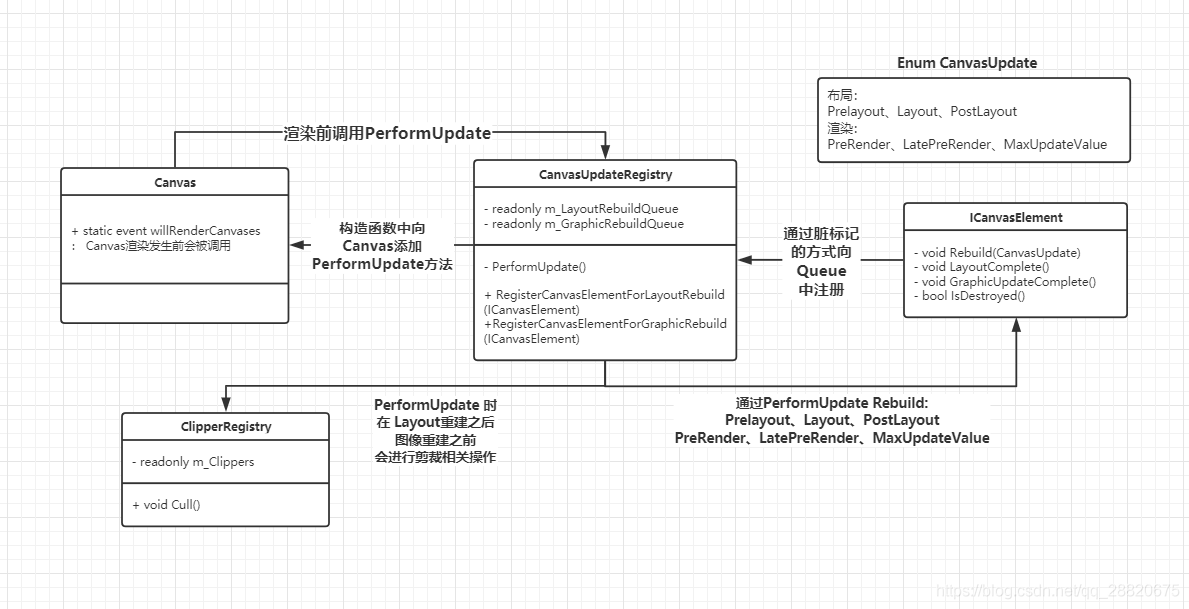 Enum CanvasUpdate
布局：
Prelayout、Layout、PostLayout
渲染：
PreRender、LatePreRender、MaxUpdateValue
渲染前调用PerformUpdate
Canvas
+ static event willRenderCanvases
： Canvas渲染发生前会被调用
构造函数中向
Canvas添加
PerformUpdate方法
CanvasUpdateRegistry
- readonly m_LayoutRebuildQueue
- readonly m_GraphicRebuildQueue
- PerformUpdate()
+ RegisterCanvasElementForLayoutRebuild
(ICanvasElement)
+RegisterCanvasElementForGraphicRebuild
(ICanvasElement)
通过脏标记
的方式向
Queue
中注册
ICanvasElement
- void Rebuild(CanvasUpdate)
- void LayoutComplete()
- void GraphicUpdateComplete()
- bool IsDestroyed()
ClipperRegistry
- readonly m_Clippers
+ void Cull()
PerformUpdate 时
在 Layout重建之后
图像重建之前
会进行剪裁相关操作
通过PerformUpdate Rebuild:
Prelayout、Layout、PostLayout
PreRender、LatePreRender、MaxUpdateValue
https://blog.csdn.net/qq_28820675